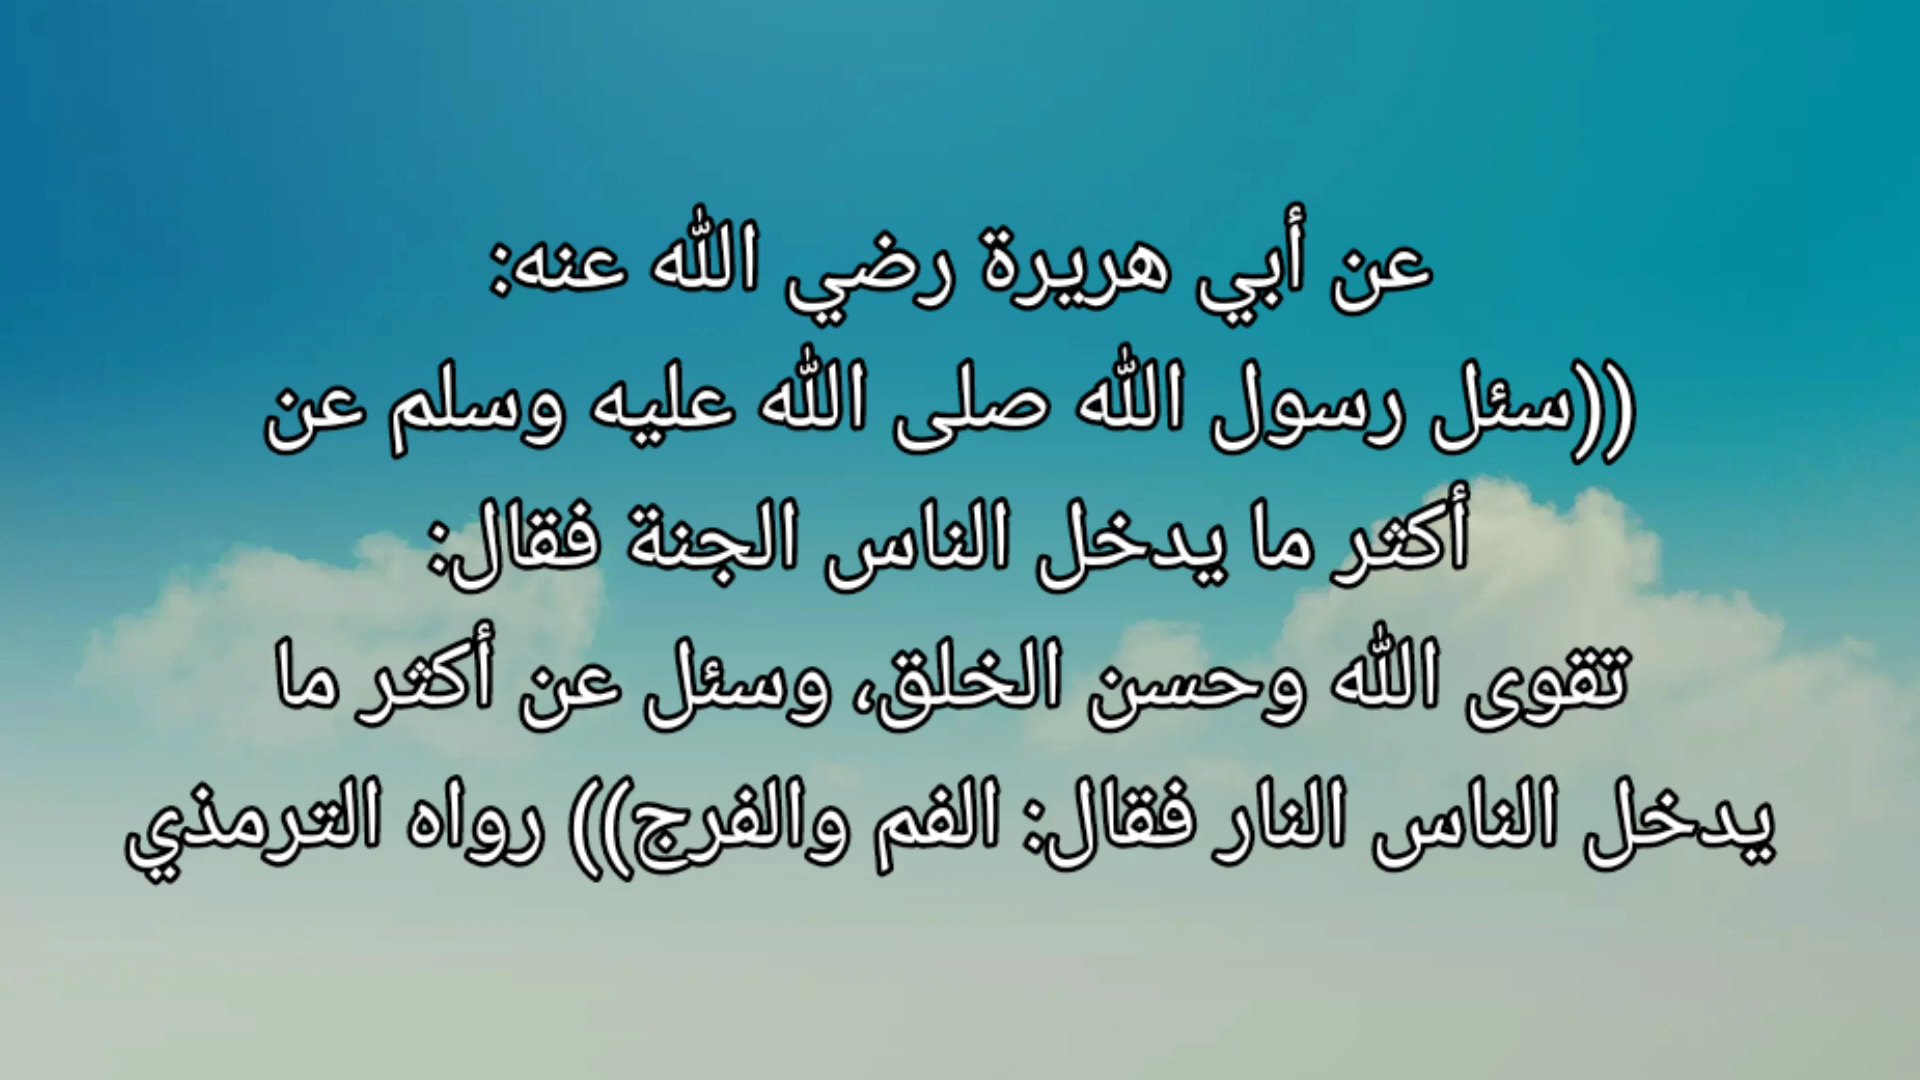 عن أبي هريرة رضي الله عنه:
((سئل رسول الله صلى الله عليه وسلم عن
أكثر ما يدخل الناس الجنة فقال:
تقوى الله وحسن الخلق، وسئل عن أكثر ما
يدخل الناس النار فقال: الفم والفرج)) رواه الترمذي